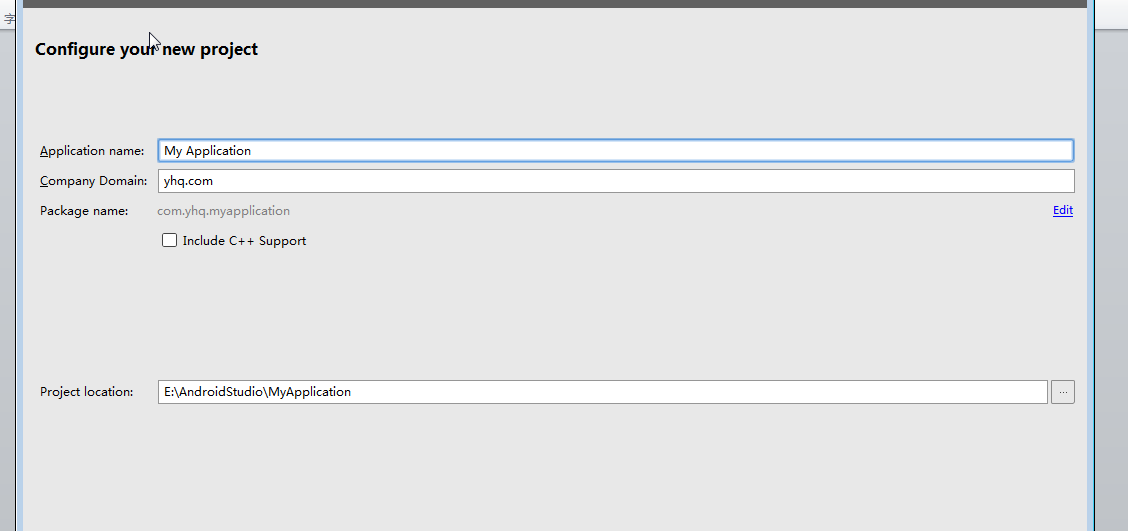 字
Configure your new project
Application name: My Application
Company Domain: yhq.com
Package name: com.yhq.myapplication Edit
Include C++ Support
Project location: E:\AndroidStudio\MyApplication ...